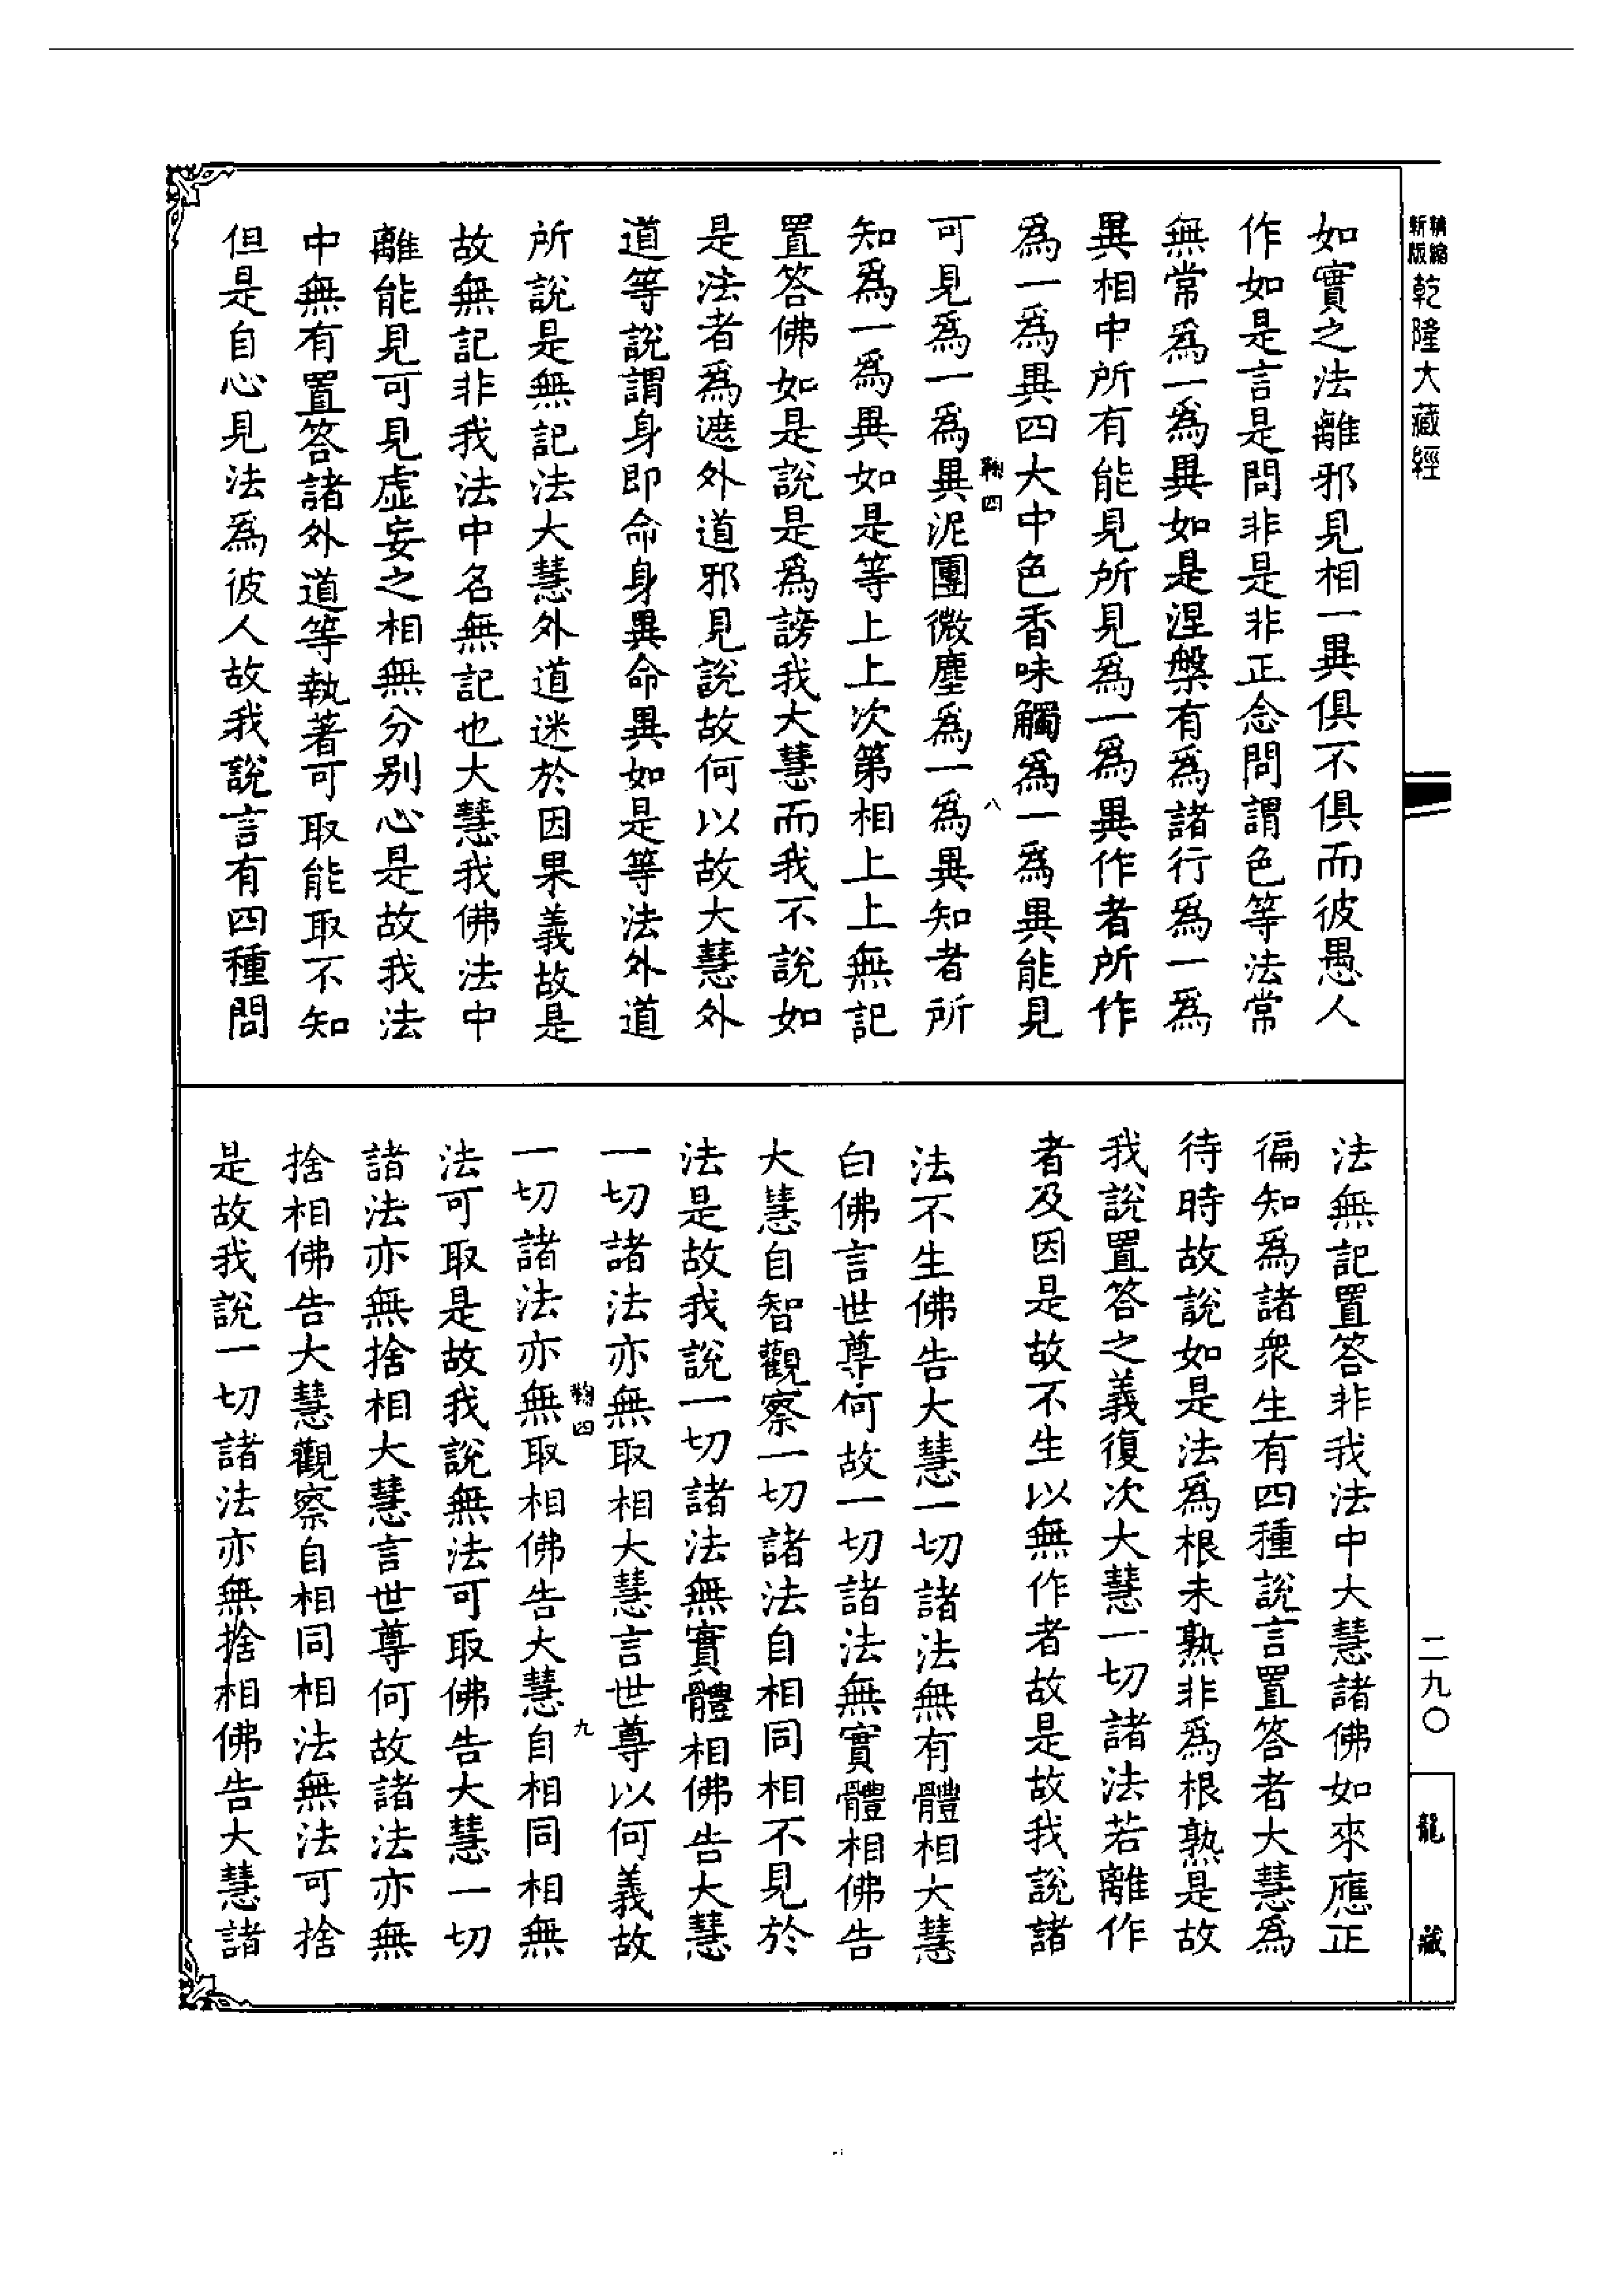 精縮新版乾隆大藏經
如實之法離邪見相一異俱不俱而彼愚人
作如是言是問非是非正念問謂色等法常
無常為一為異如是涅槃有為諸行為一為
異相中所有能見所見為一為異作者所作
為一為異四大中色香味觸為一為異能見
可見為一為異泥團微塵為一為異知者所
鞠四
八
知為一為異如是等上上次第相上上無記
置答佛如是說是為謗我大慧而我不說如
是法者為遮外道邪見說故何以故大慧外
道等說謂身即命身異命異如是等法外道
所說是無記法大慧外道迷於因果義故是
故無記非我法中名無記也大慧我佛法中
離能見可見虛妄之相無分別心是故我法
中無有置答諸外道等執著可取能取不知
但是自心見法為彼人故我說言有四種問
法無記置答非我法中大慧諸佛如來應正
徧知為諸衆生有四種說言置答者大慧為
待時故說如是法為根未熟非為根熟是故
我說置答之義復次大慧一切諸法若離作
者及因是故不生以無作者故是故我說諸
法不生佛告大慧一切諸法無有體相大慧
白佛言世尊何故一切諸法無實體相佛告
大慧自智觀察一切諸法自相同相不見於
法是故我說一切諸法無實體相佛告大慧
一切諸法亦無取相大慧言世尊以何義故
鞠四
九
一切諸法亦無取相佛告大慧自相同相無
法可取是故我說無法可取佛告大慧一切
諸法亦無捨相大慧言世尊何故諸法亦無
捨相佛告大慧觀察自相同相法無法可捨
是故我說一切諸法亦無捨相佛告大慧諸
二九〇
龍藏